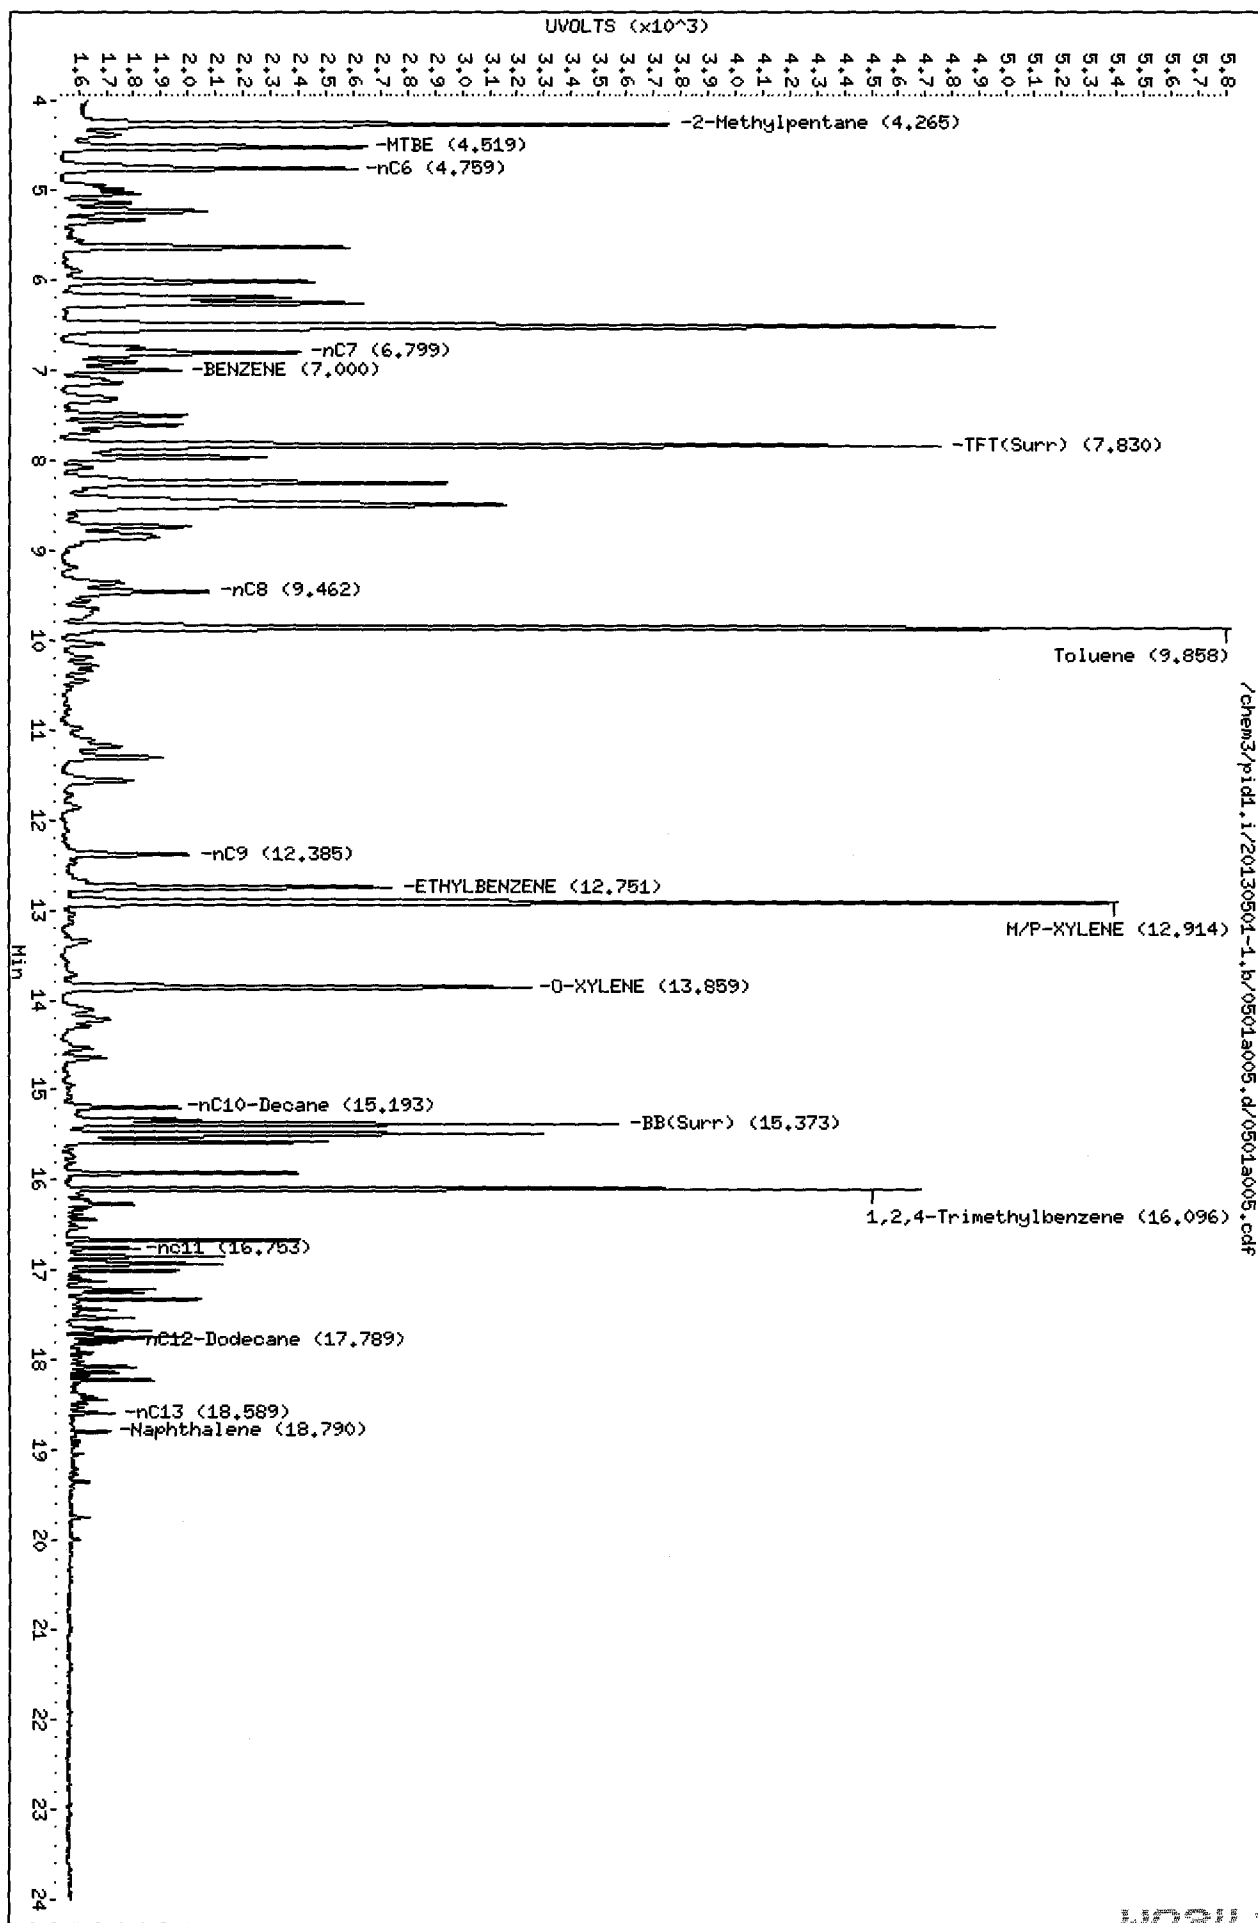 UVOLTS (x10^3)
1.6
1.7
1.8
1.9
2.0
2.1
2.2
2.3
2.4
2.5
2.6
2.7
2.8
2.9
3.0
3.1
3.2
3.3
3.4
3.5
3.6
3.7
3.8
3.9
4.0
4.1
4.2
4.3
4.4
4.5
4.6
4.7
4.8
4.9
5.0
5.1
5.2
5.3
5.4
5.5
5.6
5.7
5.8
4
-2-Methylpentane (4.265)
-MTBE (4.519)
-nC6 (4.759)
5
6
-nC7 (6.799)
7
-BENZENE (7.000)
-TFT(Surr) (7.830)
8
9
-nC8 (9.462)
10
Toluene (9.858)
11
12
-nC9 (12.385)
-ETHYLBENZENE (12.751)
13
M/P-XYLENE (12.914)
Min
-O-XYLENE (13.859)
14
15
-nC10-Decane (15.193)
-BB(Surr) (15.373)
16
1,2,4-Trimethylbenzene (16.096)
-nc11 (16.753)
17
nC12-Dodecane (17.789)
18
-nC13 (18.589)
-Naphthalene (18.790)
19
20
21
22
23
24
/chem3/pid1.i/20130501-1.b/0501a005.d/0501a005.cdf